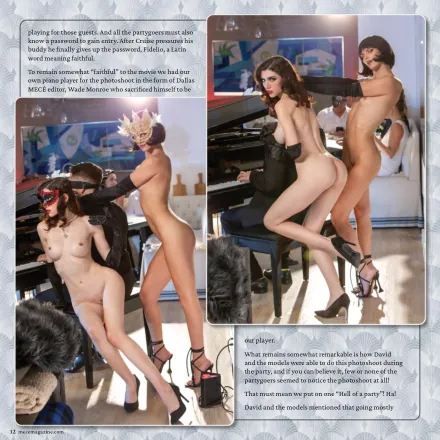 playing for those guests. And all the partygoers must also
know a password to gain entry. After Cruise pressures his
buddy he finally gives up the password, Fidelio, a Latin
word meaning faithful.
To remain somewhat "faithful" to the movie we had our
own piano player for the photoshoot in the form of Dallas
MECÉ editor, Wade Monroe who sacrificed himself to be
our player.
What remains somewhat remarkable is how David
and the models were able to do this photoshoot during
the party, and if you can believe it, few or none of the
partygoers seemed to notice the photoshoot at all!
That must mean we put on one "Hell of a party"! Ha!
David and the models mentioned that going mostly
12 mecemagazine.com